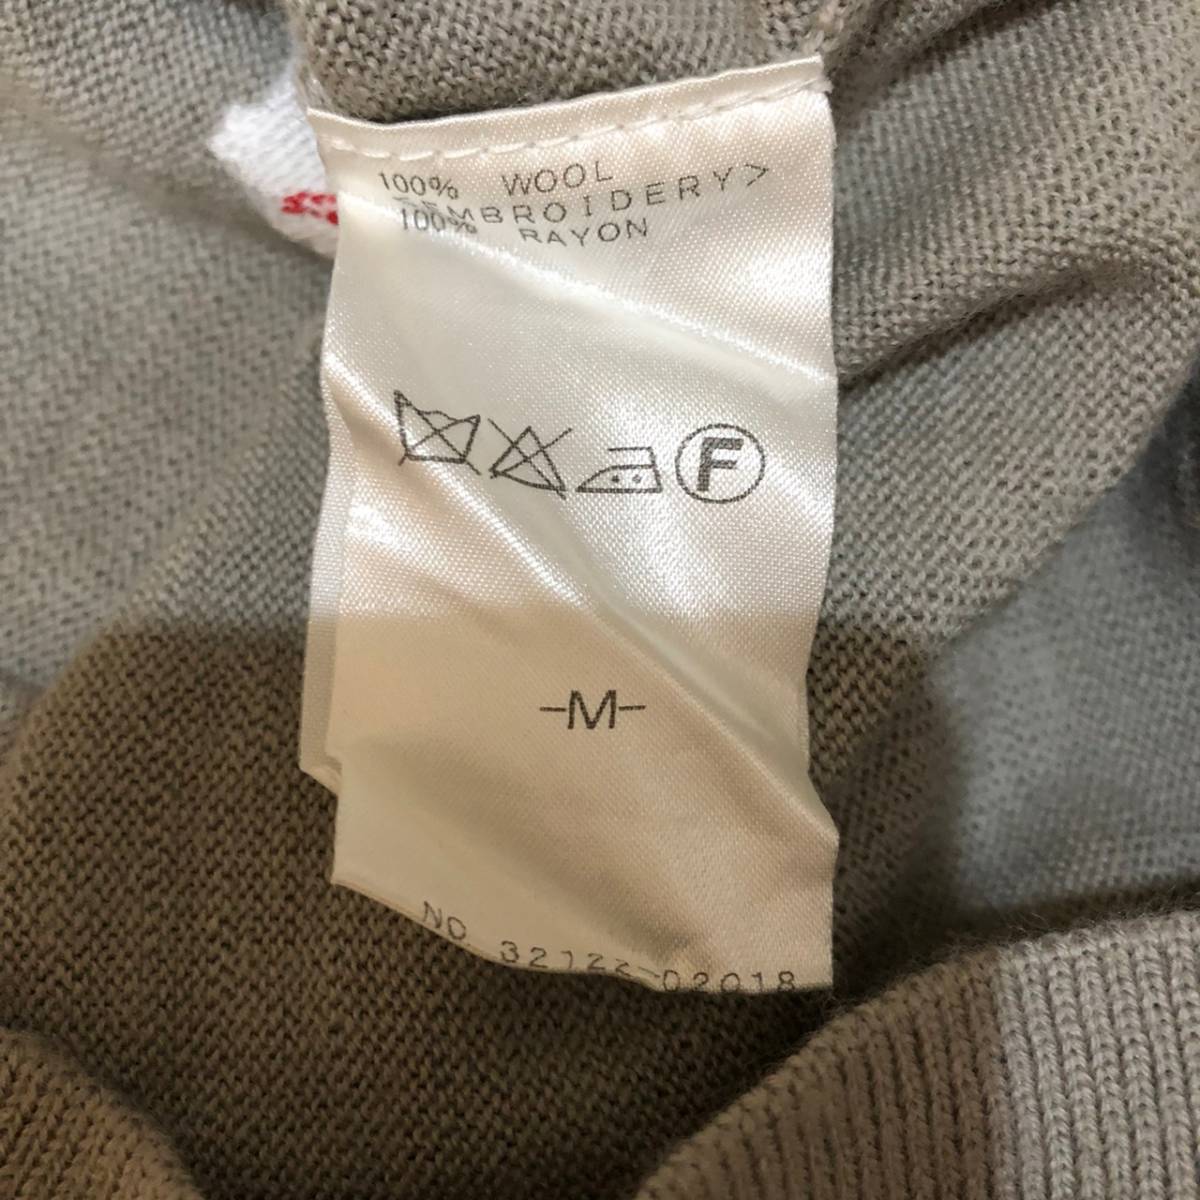 100% WOOL
<EMBROIDERY>
100% RAYON
F
-M-
NO. 32122-02018